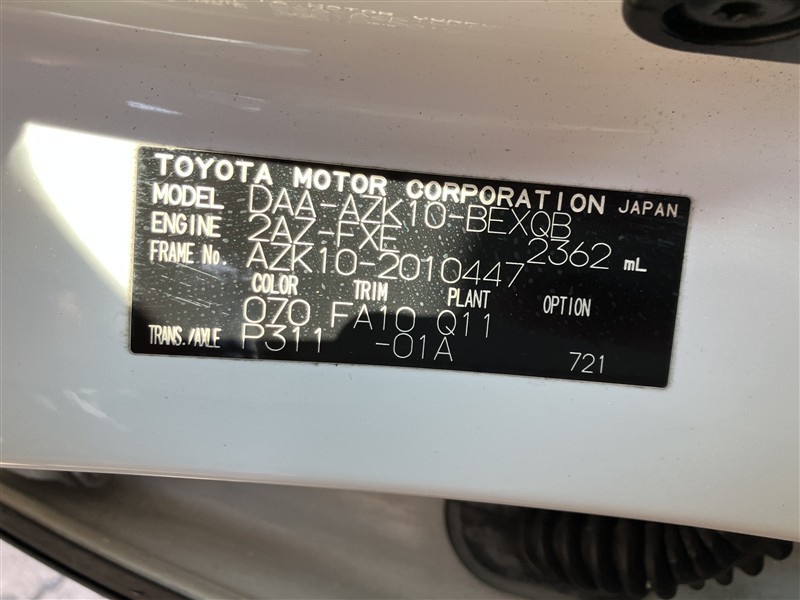 TOYOTA MOTOR CORPORATION JAPAN
MODEL DAA-AZK10-BEXQB
ENGINE 2AZ-FXE 2362 mL
FRAME No. AZK10-2010447
COLOR TRIM PLANT OPTION
070 FA10 Q11
TRANS./AXLE P311 -01A 721